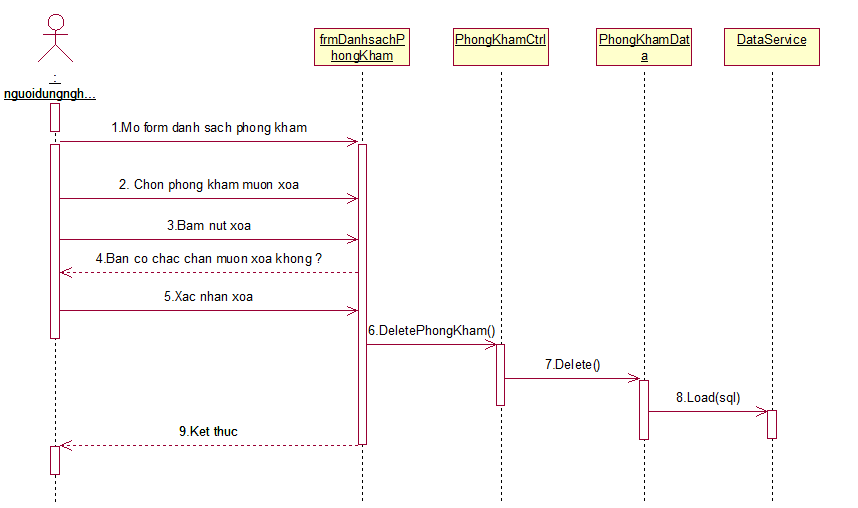 frmDanhsachP
hongKham
PhongKhamCtrl
PhongKhamDat
a
DataService
:
nguoidungngh...
1.Mo form danh sach phong kham
2. Chon phong kham muon xoa
3.Bam nut xoa
4.Ban co chac chan muon xoa khong ?
5.Xac nhan xoa
6.DeletePhongKham()
7.Delete()
8.Load(sql)
9.Ket thuc